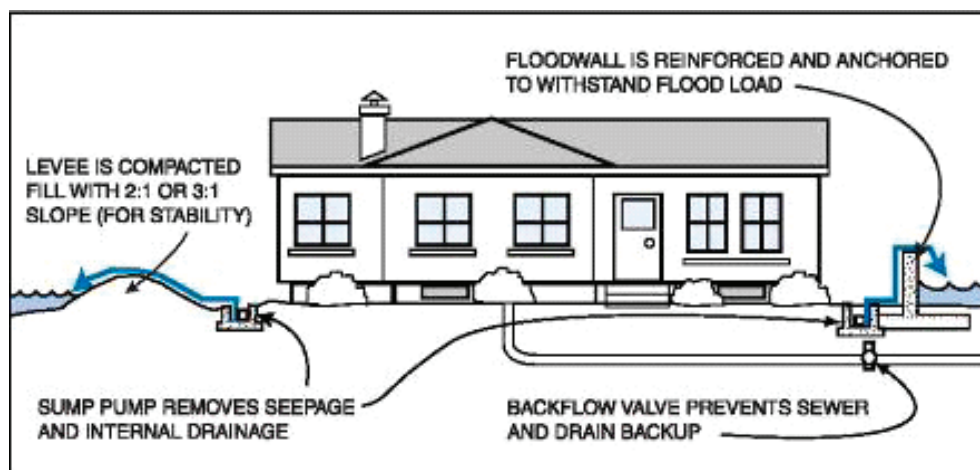 FLOODWALL IS REINFORCED AND ANCHORED
TO WITHSTAND FLOOD LOAD
LEVEE IS COMPACTED
FILL WITH 2:1 OR 3:1
SLOPE (FOR STABILITY)
SUMP PUMP REMOVES SEEPAGE
AND INTERNAL DRAINAGE
BACKFLOW VALVE PREVENTS SEWER
AND DRAIN BACKUP